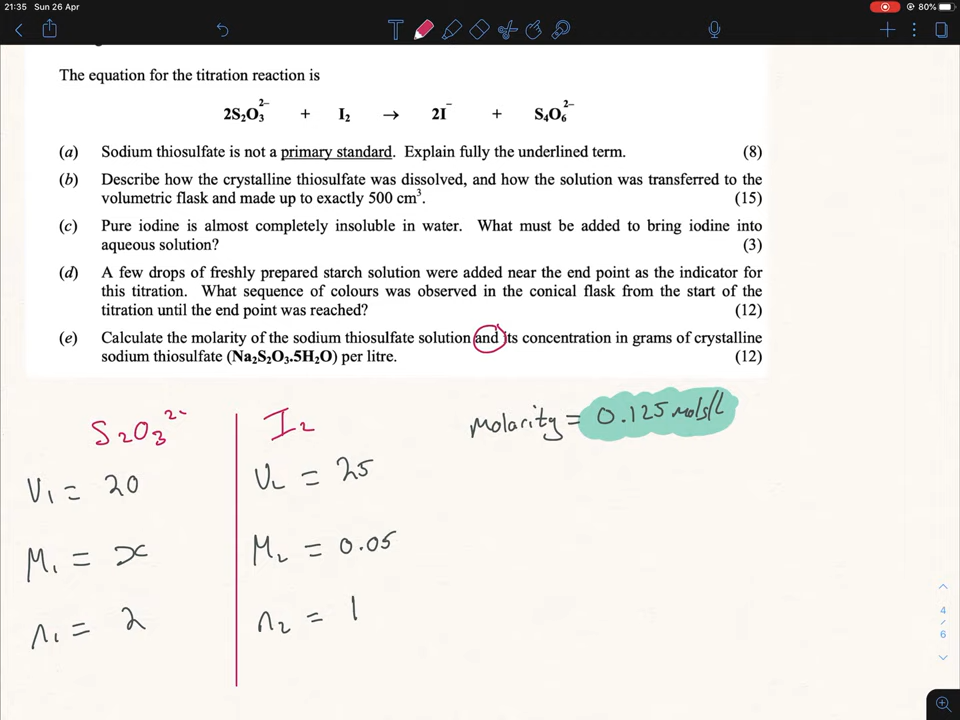 21:35 Sun 26 Apr
80%
The equation for the titration reaction is
2S₂O₃²⁻ + I₂ → 2I⁻ + S₄O₆²⁻
(a) Sodium thiosulfate is not a primary standard. Explain fully the underlined term. (8)
(b) Describe how the crystalline thiosulfate was dissolved, and how the solution was transferred to the
volumetric flask and made up to exactly 500 cm³. (15)
(c) Pure iodine is almost completely insoluble in water. What must be added to bring iodine into
aqueous solution? (3)
(d) A few drops of freshly prepared starch solution were added near the end point as the indicator for
this titration. What sequence of colours was observed in the conical flask from the start of the
titration until the end point was reached? (12)
(e) Calculate the molarity of the sodium thiosulfate solution and its concentration in grams of crystalline
sodium thiosulfate (Na₂S₂O₃.5H₂O) per litre. (12)
S₂O₃²⁻ I₂ molarity = 0.125 mols/L
V₁ = 20 V₂ = 25
M₁ = x M₂ = 0.05
n₁ = 2 n₂ = 1
4
/
6